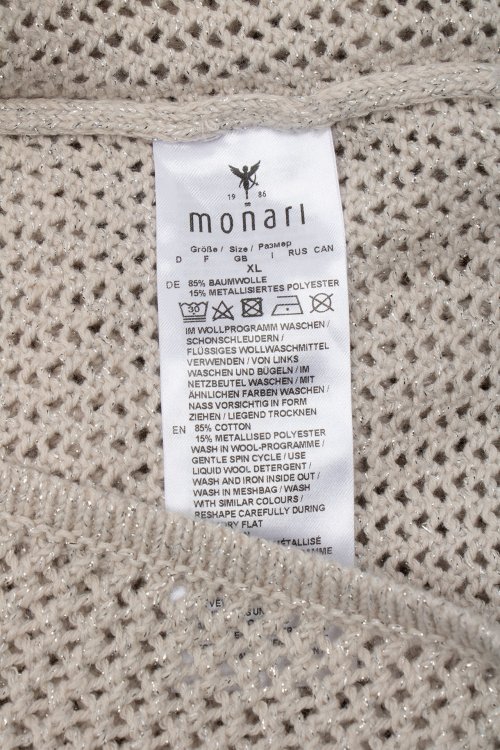 19 86
monari
Größe / Size / Размер
D F GB I RUS CAN
XL
DE 85% BAUMWOLLE
15% METALLISIERTES POLYESTER
30
IM WOLLPROGRAMM WASCHEN /
SCHONSCHLEUDERN /
FLÜSSIGES WOLLWASCHMITTEL
VERWENDEN / VON LINKS
WASCHEN UND BÜGELN / IM
NETZBEUTEL WASCHEN / MIT
ÄHNLICHEN FARBEN WASCHEN /
NASS VORSICHTIG IN FORM
ZIEHEN / LIEGEND TROCKNEN
EN 85% COTTON
15% METALLISED POLYESTER
WASH IN WOOL-PROGRAMME /
GENTLE SPIN CYCLE / USE
LIQUID WOOL DETERGENT /
WASH AND IRON INSIDE OUT /
WASH IN MESHBAG / WASH
WITH SIMILAR COLOURS /
RESHAPE CAREFULLY DURING
FLAT